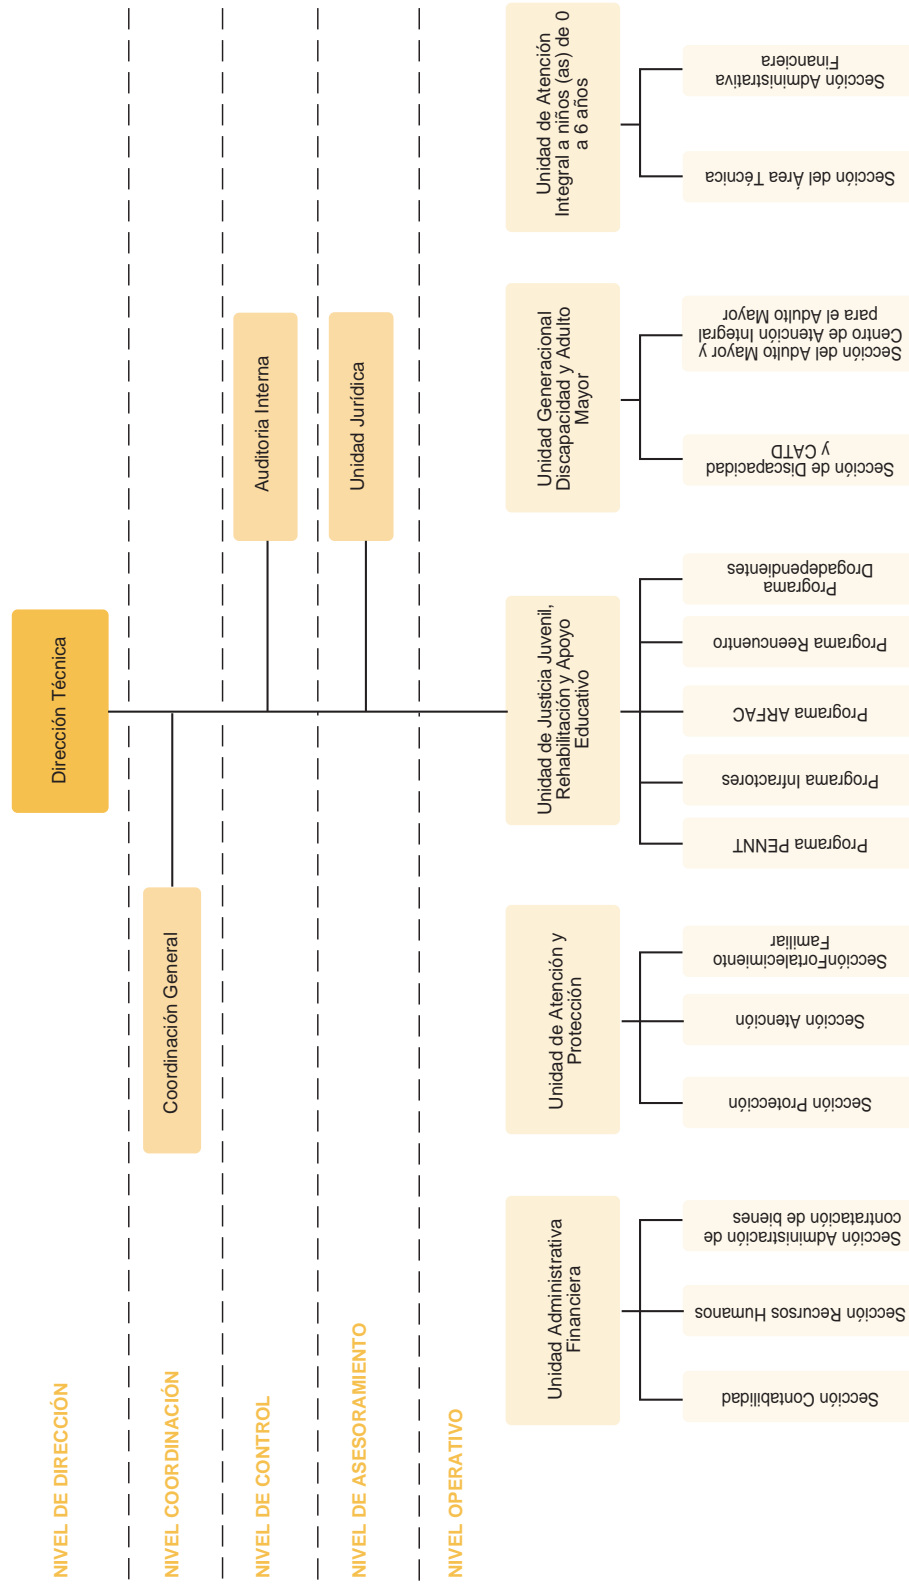 NIVEL DE DIRECCIÓN
Dirección Técnica
NIVEL COORDINACIÓN
Coordinación General
NIVEL DE CONTROL
Auditoria Interna
NIVEL DE ASESORAMIENTO
Unidad Jurídica
NIVEL OPERATIVO
Unidad Administrativa
Financiera
Sección Contabilidad
Sección Recursos Humanos
Sección Administración de
contratación de bienes
Unidad de Atención y
Protección
Sección Protección
Sección Atención
SecciónFortalecimiento
Familiar
Unidad de Justicia Juvenil,
Rehabilitación y Apoyo
Educativo
Programa PENNT
Programa Infractores
Programa ARFAC
Programa Reencuentro
Programa
Drogadependientes
Unidad Generacional
Discapacidad y Adulto
Mayor
Sección de Discapacidad
y CATD
Sección del Adulto Mayor y
Centro de Atención Integral
para el Adulto Mayor
Unidad de Atención
Integral a niños (as) de 0
a 6 años
Sección del Área Técnica
Sección Administrativa
Financiera